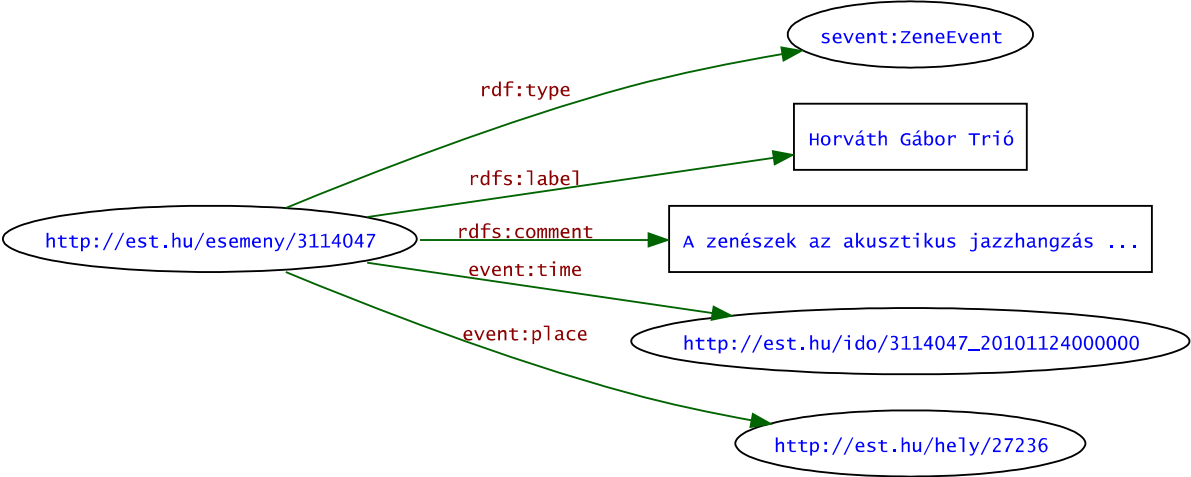 sevent:ZeneEvent
rdf:type
Horváth Gábor Trió
rdfs:label
http://est.hu/esemeny/3114047
rdfs:comment
A zenészek az akusztikus jazzhangzás ...
event:time
event:place
http://est.hu/ido/3114047_20101124000000
http://est.hu/hely/27236